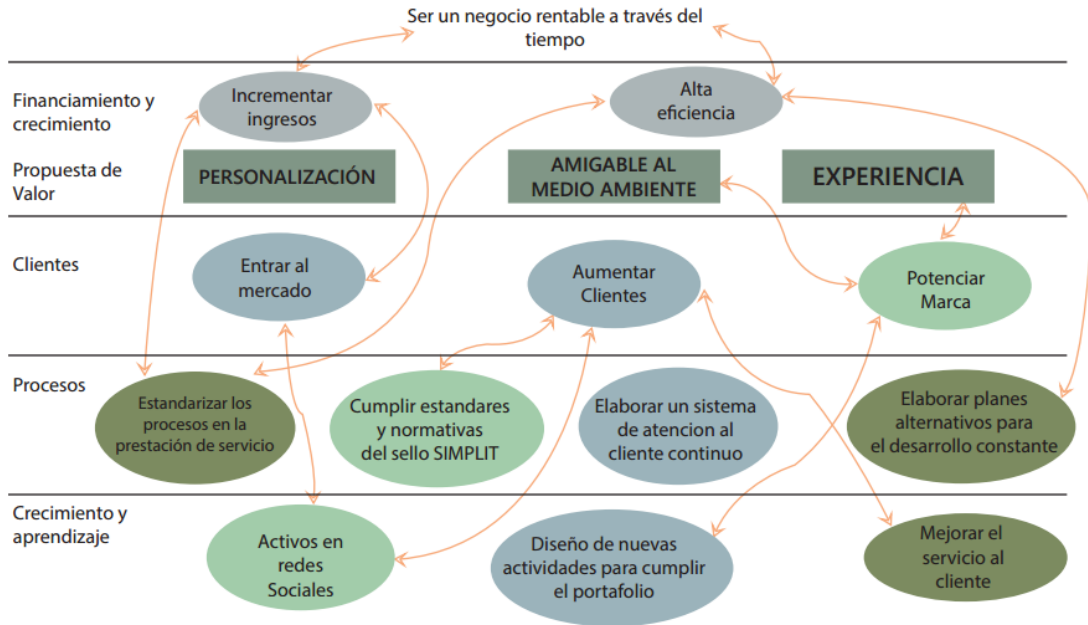 Ser un negocio rentable a través del
tiempo
Financiamiento y
crecimiento
Incrementar
ingresos
Alta
eficiencia
Propuesta de
Valor
PERSONALIZACIÓN
AMIGABLE AL
MEDIO AMBIENTE
EXPERIENCIA
Clientes
Entrar al
mercado
Aumentar
Clientes
Potenciar
Marca
Procesos
Estandarizar los
procesos en la
prestación de servicio
Cumplir estandares
y normativas
del sello SIMPLIT
Elaborar un sistema
de atencion al
cliente continuo
Elaborar planes
alternativos para
el desarrollo constante
Crecimiento y
aprendizaje
Activos en
redes
Sociales
Diseño de nuevas
actividades para cumplir
el portafolio
Mejorar el
servicio al
cliente